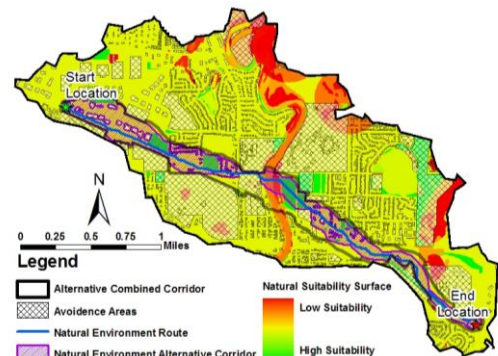 Start
Location
N
0 0.25 0.5 0.75 1
Miles
Legend
Alternative Combined Corridor
Avoidence Areas
Natural Environment Route
Natural Environment Alternative Corridor
Natural Suitability Surface
Low Suitability
High Suitability
End
Location